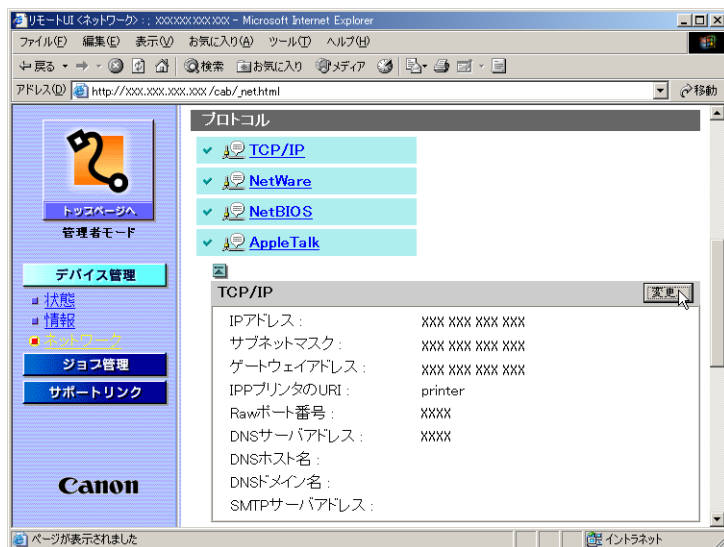 リモートUI <ネットワーク> : ; XXXXXXXXXXXXX - Microsoft Internet Explorer
ファイル(F) 編集(E) 表示(V) お気に入り(A) ツール(T) ヘルプ(H)
戻る 検索 お気に入り メディア
アドレス(D) http://xxx.xxx.xxx.xxx/cab/_net.html 移動
トップページへ
管理者モード
デバイス管理
状態
情報
ネットワーク
ジョブ管理
サポートリンク
Canon
プロトコル
TCP/IP
NetWare
NetBIOS
AppleTalk
TCP/IP 変更
IPアドレス : XXX XXX XXX XXX
サブネットマスク : XXX XXX XXX XXX
ゲートウェイアドレス : XXX XXX XXX XXX
IPPプリンタのURI : printer
Rawポート番号 : XXXX
DNSサーバアドレス : XXXX
DNSホスト名 :
DNSドメイン名 :
SMTPサーバアドレス :
ページが表示されました イントラネット